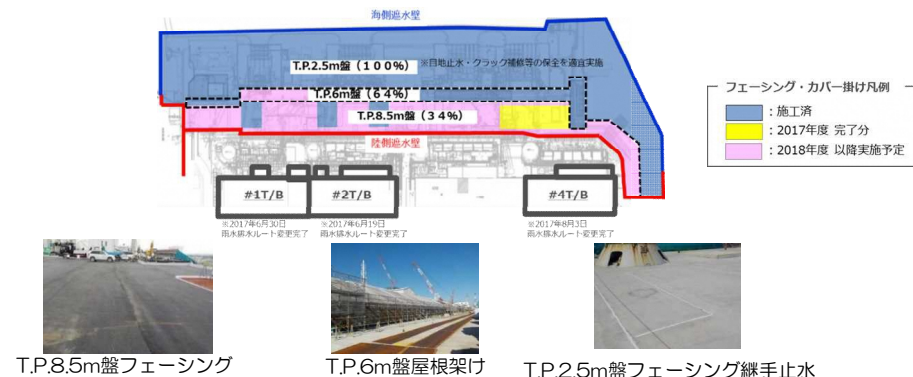 海側遮水壁
T.P.2.5m盤（１００％） ※目地止水・クラック補修等の保全を適宜実施
T.P.6m盤（６４％）
T.P.8.5m盤（３４％）
陸側遮水壁
フェーシング・カバー掛け凡例
：施工済
：2017年度 完了分
：2018年度 以降実施予定
#1T/B
#2T/B
#4T/B
※2017年6月30日
雨水排水ルート変更完了
※2017年6月19日
雨水排水ルート変更完了
※2017年8月3日
雨水排水ルート変更完了
T.P.8.5m盤フェーシング
T.P.6m盤屋根架け
T.P.2.5m盤フェーシング継手止水